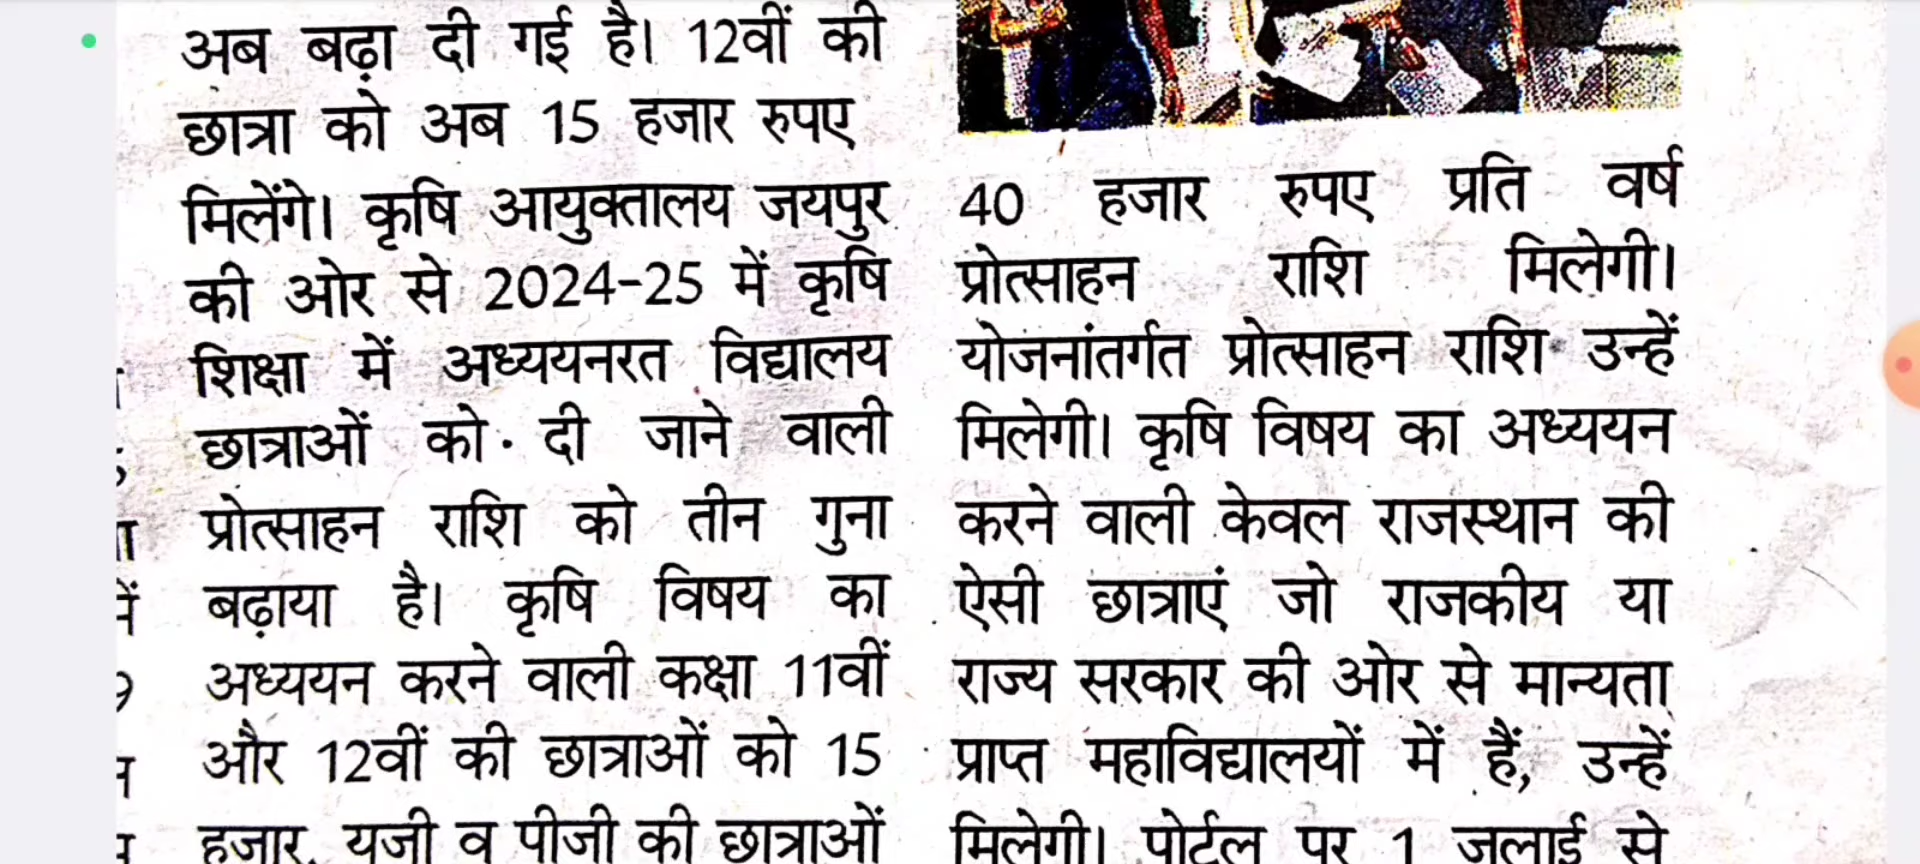 अब बढ़ा दी गई है। 12वीं की
छात्रा को अब 15 हजार रुपए
मिलेंगे। कृषि आयुक्तालय जयपुर
की ओर से 2024-25 में कृषि
शिक्षा में अध्ययनरत विद्यालय
छात्राओं को दी जाने वाली
प्रोत्साहन राशि को तीन गुना
बढ़ाया है। कृषि विषय का
अध्ययन करने वाली कक्षा 11वीं
और 12वीं की छात्राओं को 15
हजार, यूजी व पीजी की छात्राओं
40 हजार रुपए प्रति वर्ष
प्रोत्साहन राशि मिलेगी।
योजनांतर्गत प्रोत्साहन राशि उन्हें
मिलेगी। कृषि विषय का अध्ययन
करने वाली केवल राजस्थान की
ऐसी छात्राएं जो राजकीय या
राज्य सरकार की ओर से मान्यता
प्राप्त महाविद्यालयों में हैं, उन्हें
मिलेगी। पोर्टल पर 1 जुलाई से